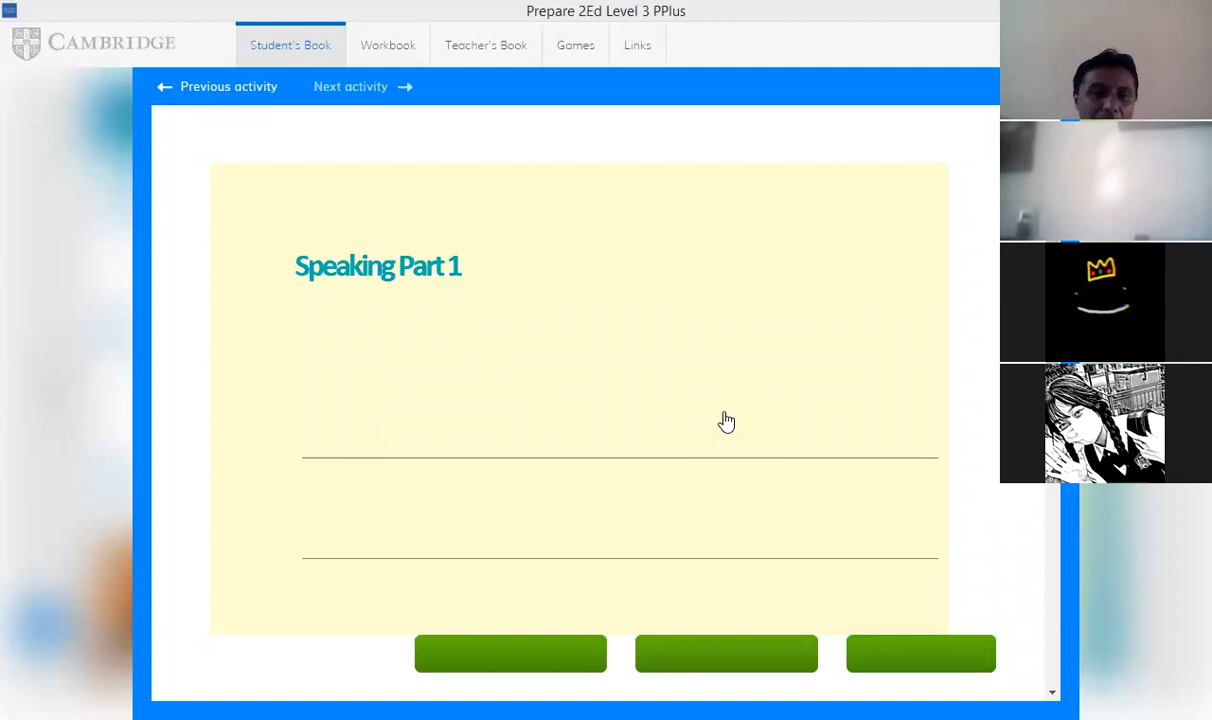 Prepare 2Ed Level 3 PPlus
CAMBRIDGE
Student's Book
Workbook
Teacher's Book
Games
Links
Previous activity
Next activity
Speaking Part 1